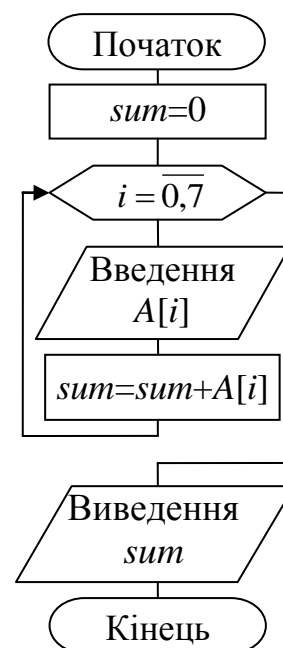 Початок
sum=0
i = 0,7
Введення
A[i]
sum=sum+A[i]
Виведення
sum
Кінець